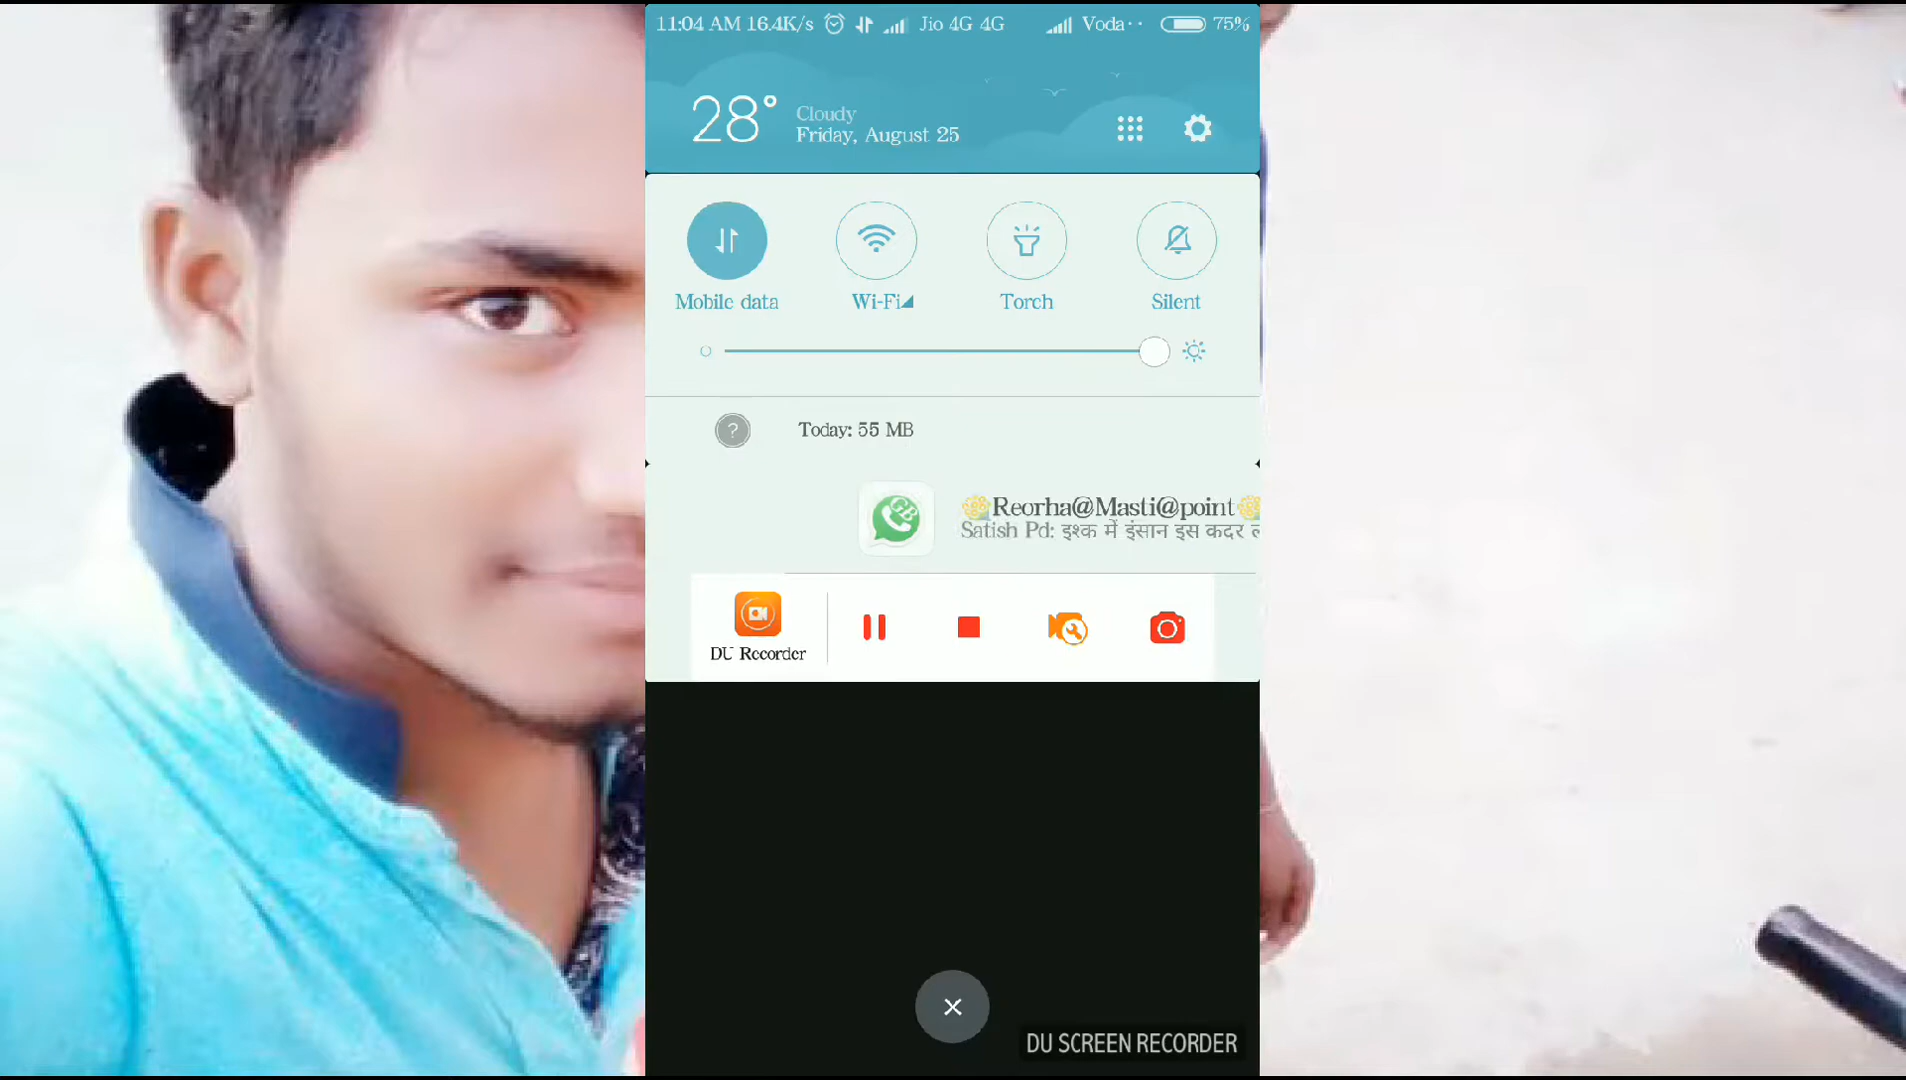 11:04 AM 16.4K/s Jio 4G 4G Voda·· 75%
28° Cloudy
Friday, August 25
Mobile data Wi-Fi Torch Silent
? Today: 55 MB
GB
Reorha@Masti@point
Satish Pd: इश्क में इंसान इस कदर
DU Recorder
DU SCREEN RECORDER